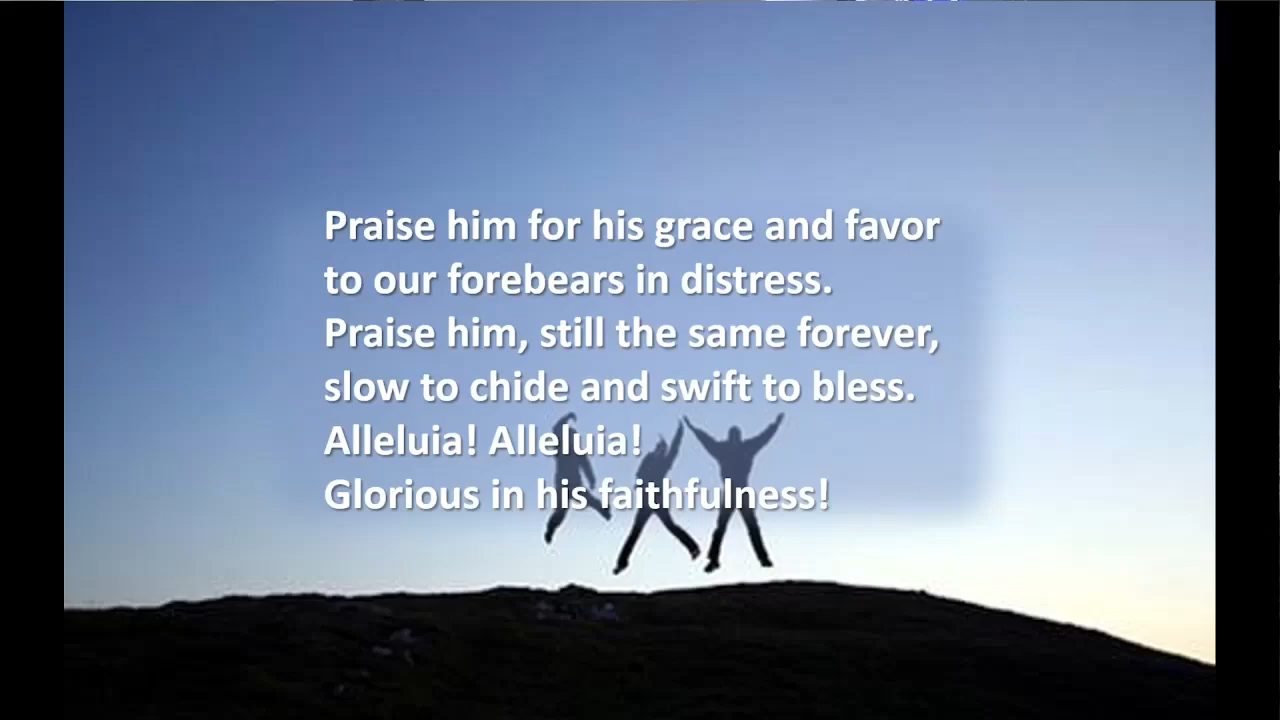 Praise him for his grace and favor
to our forebears in distress.
Praise him, still the same forever,
slow to chide and swift to bless.
Alleluia! Alleluia!
Glorious in his faithfulness!